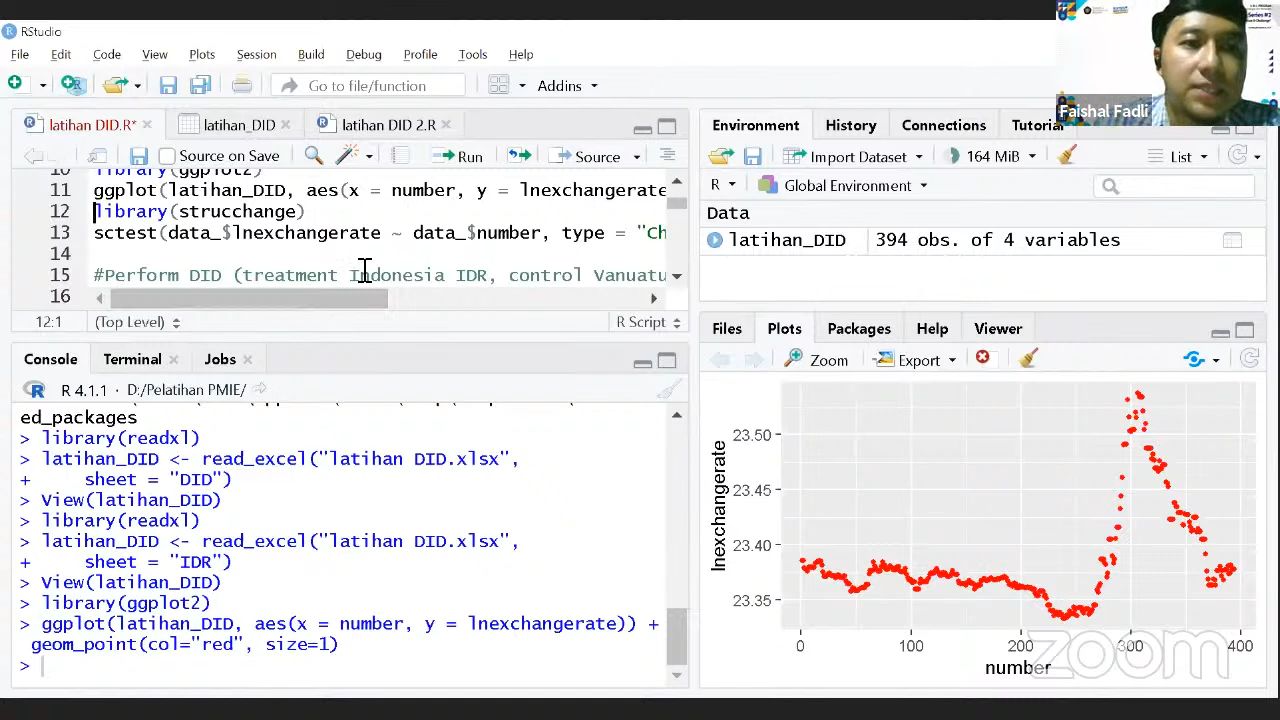 RStudio
File Edit Code View Plots Session Build Debug Profile Tools Help
Go to file/function Addins
Series #2
Faishal Fadli
latihan DID.R* latihan_DID latihan DID 2.R
Source on Save Run Source
10 library(ggplot2)
11 ggplot(latihan_DID, aes(x = number, y = lnexchangerate
12 library(strucchange)
13 sctest(data_$lnexchangerate ~ data_$number, type = "Ch
14
15 #Perform DID (treatment Indonesia IDR, control Vanuatu
16
12:1 (Top Level) R Script
Console Terminal Jobs
R 4.1.1 · D:/Pelatihan PMIE/
ed_packages
> library(readxl)
> latihan_DID <- read_excel("latihan DID.xlsx",
+     sheet = "DID")
> View(latihan_DID)
> library(readxl)
> latihan_DID <- read_excel("latihan DID.xlsx",
+     sheet = "IDR")
> View(latihan_DID)
> library(ggplot2)
> ggplot(latihan_DID, aes(x = number, y = lnexchangerate)) +
geom_point(col="red", size=1)
>
Environment History Connections Tutorial
Import Dataset 164 MiB List
R Global Environment
Data
latihan_DID 394 obs. of 4 variables
Files Plots Packages Help Viewer
Zoom Export
lnexchangerate
23.50
23.45
23.40
23.35
0 100 200 300 400
number
zoom